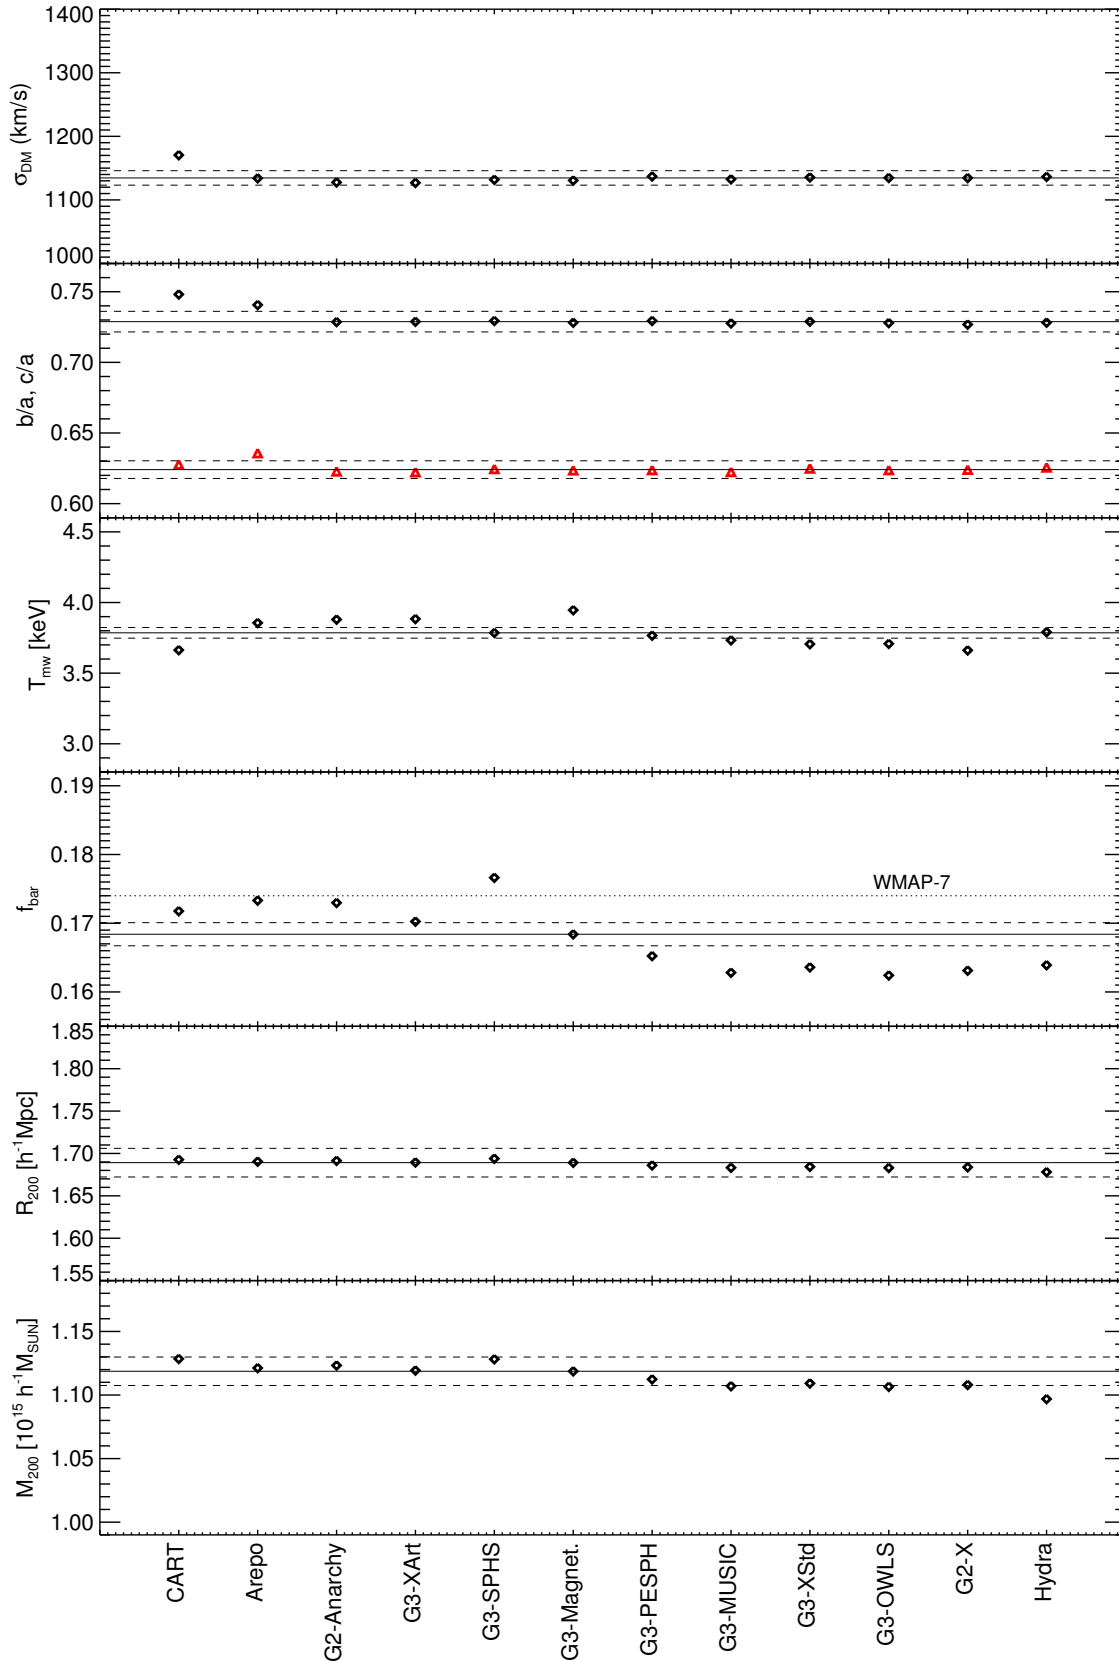 1400
1300
1200
1100
1000
σDM (km/s)
0.75
0.70
0.65
0.60
b/a, c/a
4.5
4.0
3.5
3.0
Tmw [keV]
0.19
0.18
0.17
0.16
fbar
WMAP-7
1.85
1.80
1.75
1.70
1.65
1.60
1.55
R200 [h-1Mpc]
1.15
1.10
1.05
1.00
M200 [1015 h-1MSUN]
CART
Arepo
G2-Anarchy
G3-XArt
G3-SPHS
G3-Magnet.
G3-PESPH
G3-MUSIC
G3-XStd
G3-OWLS
G2-X
Hydra